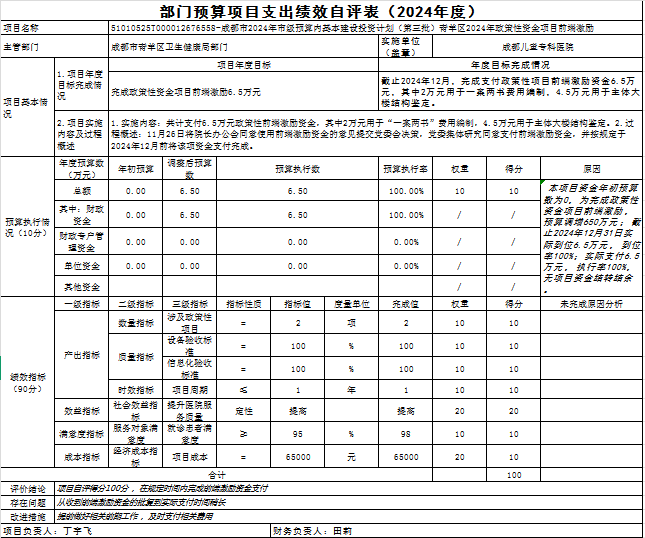 部门预算项目支出绩效自评表（2024年度）
项目名称 51010525T000012676558-成都市2024年市级预算内基本建设投资计划（第三批）青羊区2024年政策性资金项目前端激励
主管部门 成都市青羊区卫生健康局部门 实施单位（盖章） 成都儿童专科医院
项目基本情况 1.项目年度目标完成情况 项目年度目标 年度目标完成情况
完成政策性资金项目前端激励6.5万元 截止2024年12月，完成支付政策性项目前端激励资金6.5万元，其中2万元用于一案两书费用编制，4.5万元用于主体大楼结构鉴定。
2.项目实施内容及过程概述 1.实施内容：共计支付6.5万元政策性前端激励资金，其中2万元用于“一案两书”费用编制，4.5万元用于主体大楼结构鉴定。2.过程概述：11月26日将院长办公会同意使用前端激励资金的意见提交党委会决策，党委集体研究同意支付前端激励资金，并按规定于2024年12月前将该项资金支付完成。
预算执行情况（10分） 年度预算数（万元） 年初预算 调整后预算数 预算执行数 预算执行率 权重 得分 原因
总额 0.00 6.50 6.50 100.00% 10 10 本项目资金年初预算数为0，为完成政策性资金项目前端激励，预算调增650万元；截止2024年12月31日实际到位6.5万元，到位率100%；实际支付6.5万元，执行率100%，无项目资金结转结余。
其中：财政资金 0.00 6.50 6.50 100.00% / /
财政专户管理资金 0.00 0.00 0.00 0.00% / /
单位资金 0.00 0.00 0.00 0.00% / /
其他资金 / /
绩效指标（90分） 一级指标 二级指标 三级指标 指标性质 指标值 度量单位 完成值 权重 得分 未完成原因分析
产出指标 数量指标 涉及政策性项目 = 2 项 2 10 10
质量指标 设备验收标准 = 100 % 100 10 10
信息化验收标准 = 100 % 100 10 10
时效指标 项目周期 ≤ 1 年 1 10 10
效益指标 社会效益指标 提升医院服务质量 定性 提高 提高 20 20
满意度指标 服务对象满意度 就诊患者满意度 ≥ 95 % 98 10 10
成本指标 经济成本指标 项目成本 = 65000 元 65000 20 10
合计 100
评价结论 项目自评得分100分，在规定时间内完成前端激励资金支付
存在问题 从收到前端激励资金的批复到实际支付时间稍长
改进措施 提前做好相关前期工作，及时支付相关费用
项目负责人：丁宇飞 财务负责人：田莉